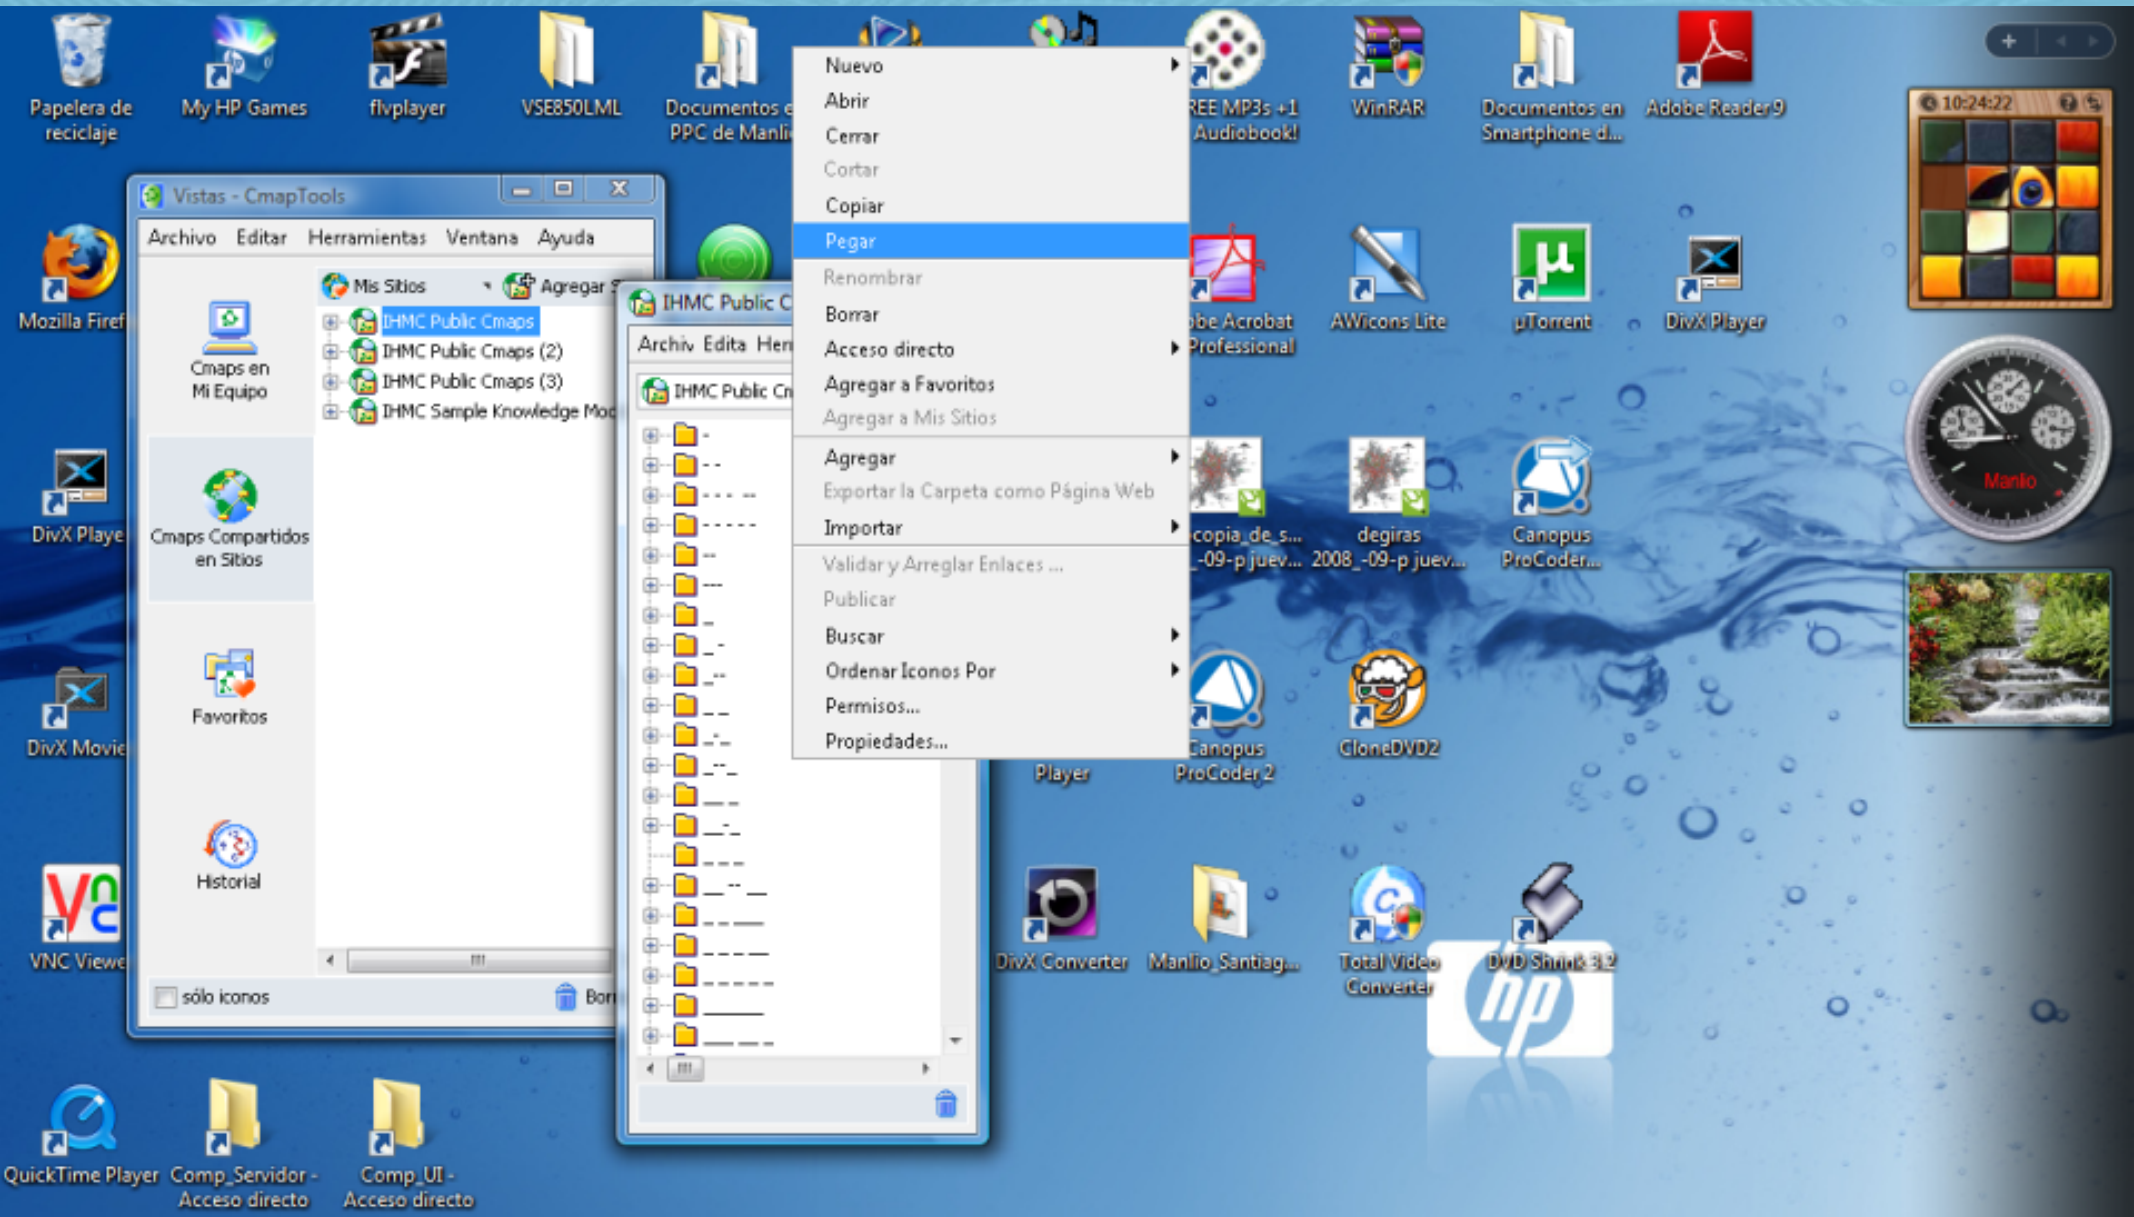 Papelera de
reciclaje
My HP Games
flvplayer
VSE850LML
Documentos e
PPC de Manli
REE MP3s +1
Audiobook!
WinRAR
Documentos en
Smartphone d...
Adobe Reader 9
10:24:22
Nuevo
Abrir
Cerrar
Cortar
Copiar
Pegar
Renombrar
Borrar
Acceso directo
Agregar a Favoritos
Agregar a Mis Sitios
Agregar
Exportar la Carpeta como Página Web
Importar
Validar y Arreglar Enlaces ...
Publicar
Buscar
Ordenar Iconos Por
Permisos...
Propiedades...
Vistas - CmapTools
Archivo Editar Herramientas Ventana Ayuda
Mis Sitios
Agregar S
IHMC Public Cmaps
IHMC Public Cmaps (2)
IHMC Public Cmaps (3)
IHMC Sample Knowledge Moc
Cmaps en
Mi Equipo
Cmaps Compartidos
en Sitios
Favoritos
Historial
sólo iconos
Borr
IHMC Public C
Archiv Edita Her
IHMC Public Cm
Mozilla Firef
DivX Playe
DivX Movie
VNC Viewe
QuickTime Player
Comp_Servidor -
Acceso directo
Comp_UI -
Acceso directo
obe Acrobat
Professional
AWicons Lite
µTorrent
DivX Player
copia_de_s...
_-09-p juev...
degiras
2008_-09-p juev...
Canopus
ProCoder...
Manlio
Player
Canopus
ProCoder 2
CloneDVD2
DivX Converter
Manlio_Santiag...
Total Video
Converter
DVD Shrink 3.2
hp